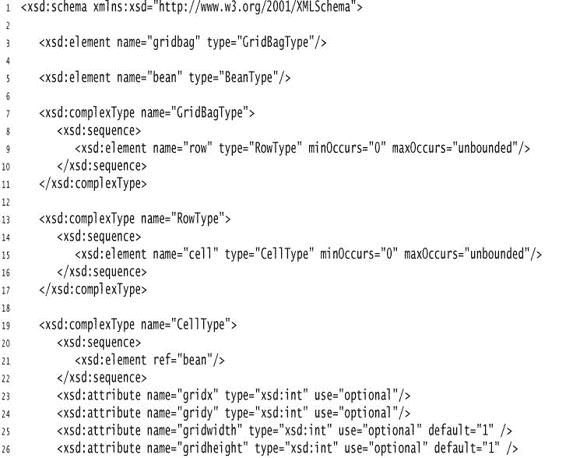 1 <xsd:schema xmlns:xsd="http://www.w3.org/2001/XMLSchema">
2
3 <xsd:element name="gridbag" type="GridBagType"/>
4
5 <xsd:element name="bean" type="BeanType"/>
6
7 <xsd:complexType name="GridBagType">
8 <xsd:sequence>
9 <xsd:element name="row" type="RowType" minOccurs="0" maxOccurs="unbounded"/>
10 </xsd:sequence>
11 </xsd:complexType>
12
13 <xsd:complexType name="RowType">
14 <xsd:sequence>
15 <xsd:element name="cell" type="CellType" minOccurs="0" maxOccurs="unbounded"/>
16 </xsd:sequence>
17 </xsd:complexType>
18
19 <xsd:complexType name="CellType">
20 <xsd:sequence>
21 <xsd:element ref="bean"/>
22 </xsd:sequence>
23 <xsd:attribute name="gridx" type="xsd:int" use="optional"/>
24 <xsd:attribute name="gridy" type="xsd:int" use="optional"/>
25 <xsd:attribute name="gridwidth" type="xsd:int" use="optional" default="1" />
26 <xsd:attribute name="gridheight" type="xsd:int" use="optional" default="1" />